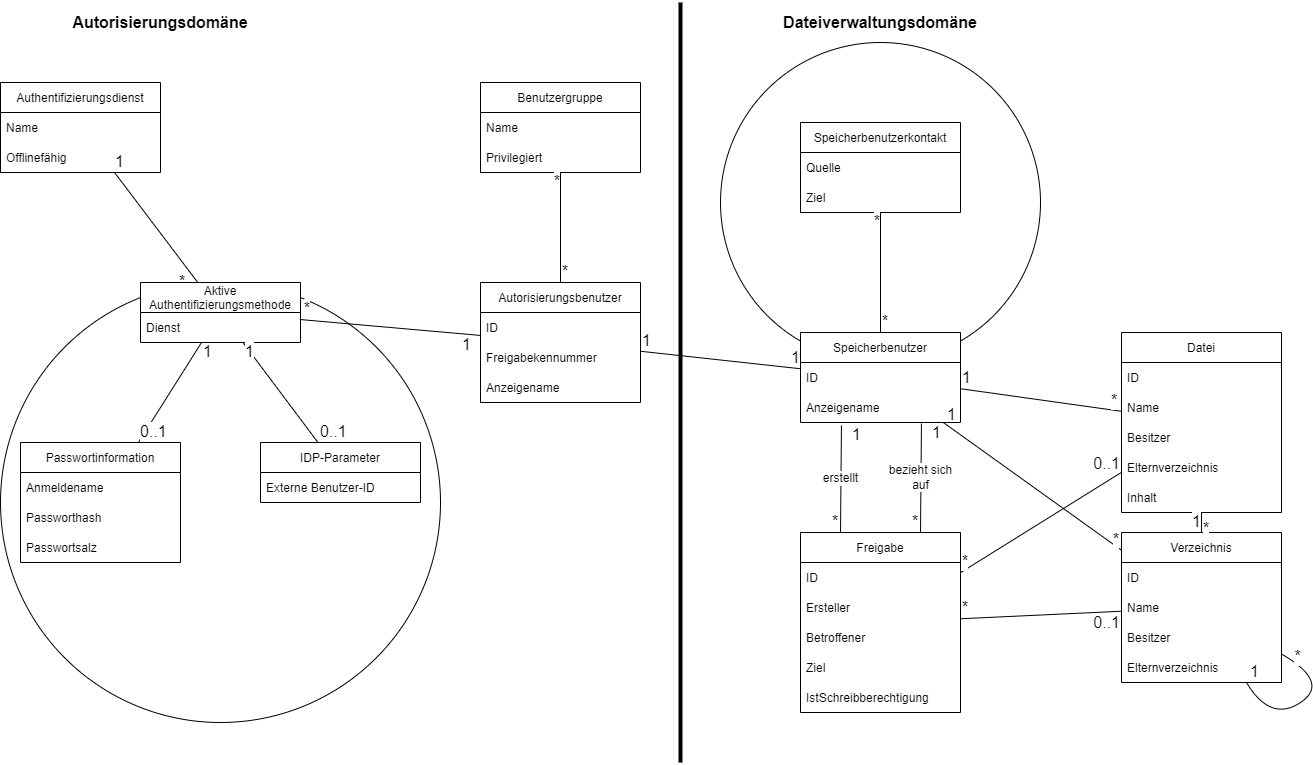 Autorisierungsdomäne
Authentifizierungsdienst
Name
Offlinefähig
1
*
Benutzergruppe
Name
Privilegiert
*
*
Aktive
Authentifizierungsmethode
Dienst
*
1
1
1
0..1
0..1
Autorisierungsbenutzer
ID
Freigabekennummer
Anzeigename
1
Passwortinformation
Anmeldename
Passworthash
Passwortsalz
IDP-Parameter
Externe Benutzer-ID
Dateiverwaltungsdomäne
Speicherbenutzerkontakt
Quelle
Ziel
*
*
1
Speicherbenutzer
ID
Anzeigename
1
1
1
1
*
erstellt
bezieht sich
auf
*
*
*
Datei
ID
Name
Besitzer
Elternverzeichnis
Inhalt
0..1
1
*
Freigabe
ID
Ersteller
Betroffener
Ziel
IstSchreibberechtigung
*
*
0..1
Verzeichnis
ID
Name
Besitzer
Elternverzeichnis
1
*